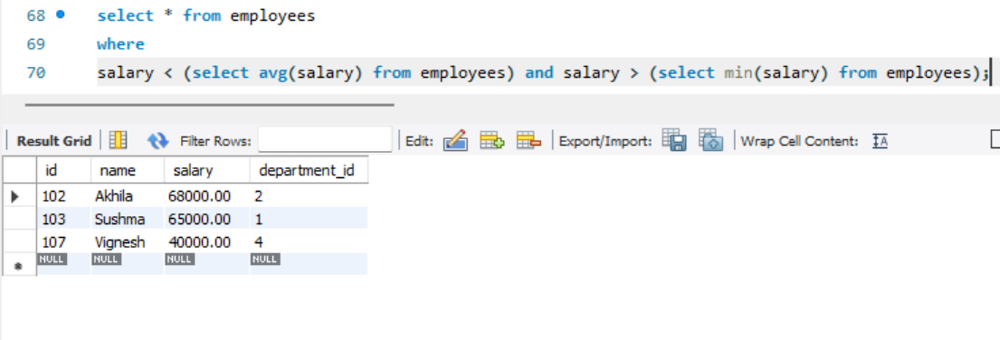 68 select * from employees
69 where
70 salary < (select avg(salary) from employees) and salary > (select min(salary) from employees);
Result Grid Filter Rows: Edit: Export/Import: Wrap Cell Content: IA
id name salary department_id
102 Akhila 68000.00 2
103 Sushma 65000.00 1
107 Vignesh 40000.00 4
NULL NULL NULL NULL